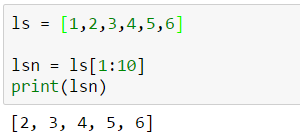 ls = [1,2,3,4,5,6]
lsn = ls[1:10]
print(lsn)
[2, 3, 4, 5, 6]